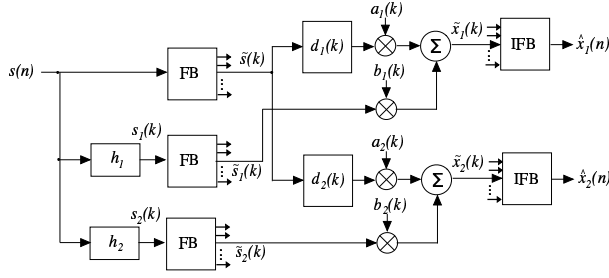 a₁(k)
s̃(k)
d₁(k)
x̃₁(k)
Σ
IFB
x̂₁(n)
s(n)
FB
b₁(k)
s₁(k)
h₁
FB
s̃₁(k)
a₂(k)
d₂(k)
x̃₂(k)
Σ
IFB
x̂₂(n)
s₂(k)
b₂(k)
h₂
FB
s̃₂(k)